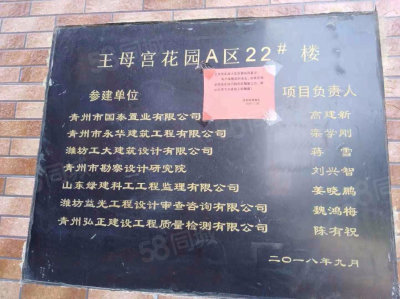 王母宫花园A区22# 楼
参建单位 项目负责人
青州市国泰置业有限公司 高建新
青州市永华建筑工程有限公司 栾学刚
潍坊工大建筑设计有限公司 蒋 雪
青州市勘察设计研究院 刘兴智
山东绿建科工工程监理有限公司 姜晓鹏
潍坊益光工程设计审查咨询有限公司 魏鸿梅
青州弘正建设工程质量检测有限公司 陈有祝
二〇一八年九月
58同城